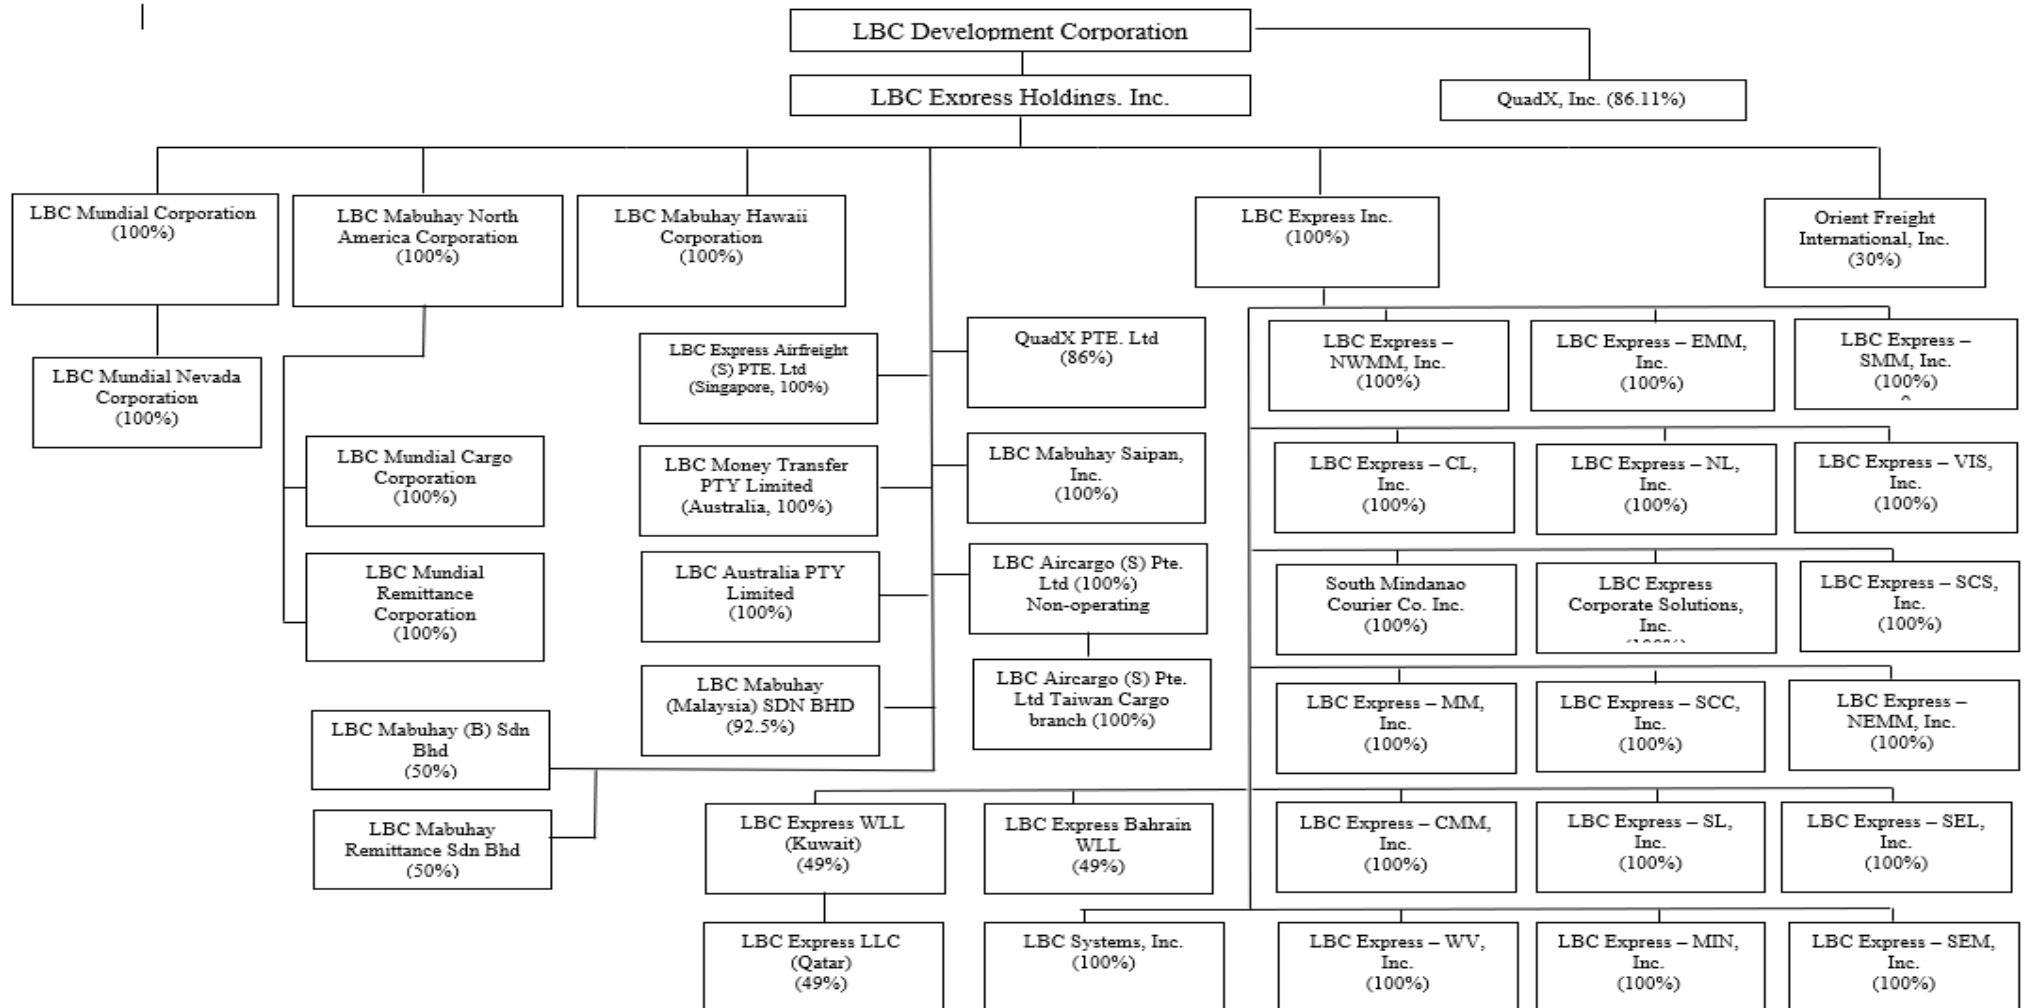 LBC Development Corporation
LBC Express Holdings, Inc.
QuadX, Inc. (86.11%)
LBC Mundial Corporation
(100%)
LBC Mabuhay North
America Corporation
(100%)
LBC Mabuhay Hawaii
Corporation
(100%)
LBC Express Inc.
(100%)
Orient Freight
International, Inc.
(30%)
LBC Mundial Nevada
Corporation
(100%)
LBC Mundial Cargo
Corporation
(100%)
LBC Mundial
Remittance
Corporation
(100%)
LBC Mabuhay (B) Sdn
Bhd
(50%)
LBC Mabuhay
Remittance Sdn Bhd
(50%)
LBC Express Airfreight
(S) PTE. Ltd
(Singapore, 100%)
LBC Money Transfer
PTY Limited
(Australia, 100%)
LBC Australia PTY
Limited
(100%)
LBC Mabuhay
(Malaysia) SDN BHD
(92.5%)
QuadX PTE. Ltd
(86%)
LBC Mabuhay Saipan,
Inc.
(100%)
LBC Aircargo (S) Pte.
Ltd (100%)
Non-operating
LBC Aircargo (S) Pte.
Ltd Taiwan Cargo
branch (100%)
LBC Express –
NWMM, Inc.
(100%)
LBC Express – EMM,
Inc.
(100%)
LBC Express –
SMM, Inc.
(100%)
LBC Express – CL,
Inc.
(100%)
LBC Express – NL,
Inc.
(100%)
LBC Express – VIS,
Inc.
(100%)
South Mindanao
Courier Co. Inc.
(100%)
LBC Express
Corporate Solutions,
Inc.
LBC Express – SCS,
Inc.
(100%)
LBC Express – MM,
Inc.
(100%)
LBC Express – SCC,
Inc.
(100%)
LBC Express –
NEMM, Inc.
(100%)
LBC Express WLL
(Kuwait)
(49%)
LBC Express Bahrain
WLL
(49%)
LBC Express – CMM,
Inc.
(100%)
LBC Express – SL,
Inc.
(100%)
LBC Express – SEL,
Inc.
(100%)
LBC Express LLC
(Qatar)
(49%)
LBC Systems, Inc.
(100%)
LBC Express – WV,
Inc.
(100%)
LBC Express – MIN,
Inc.
(100%)
LBC Express – SEM,
Inc.
(100%)